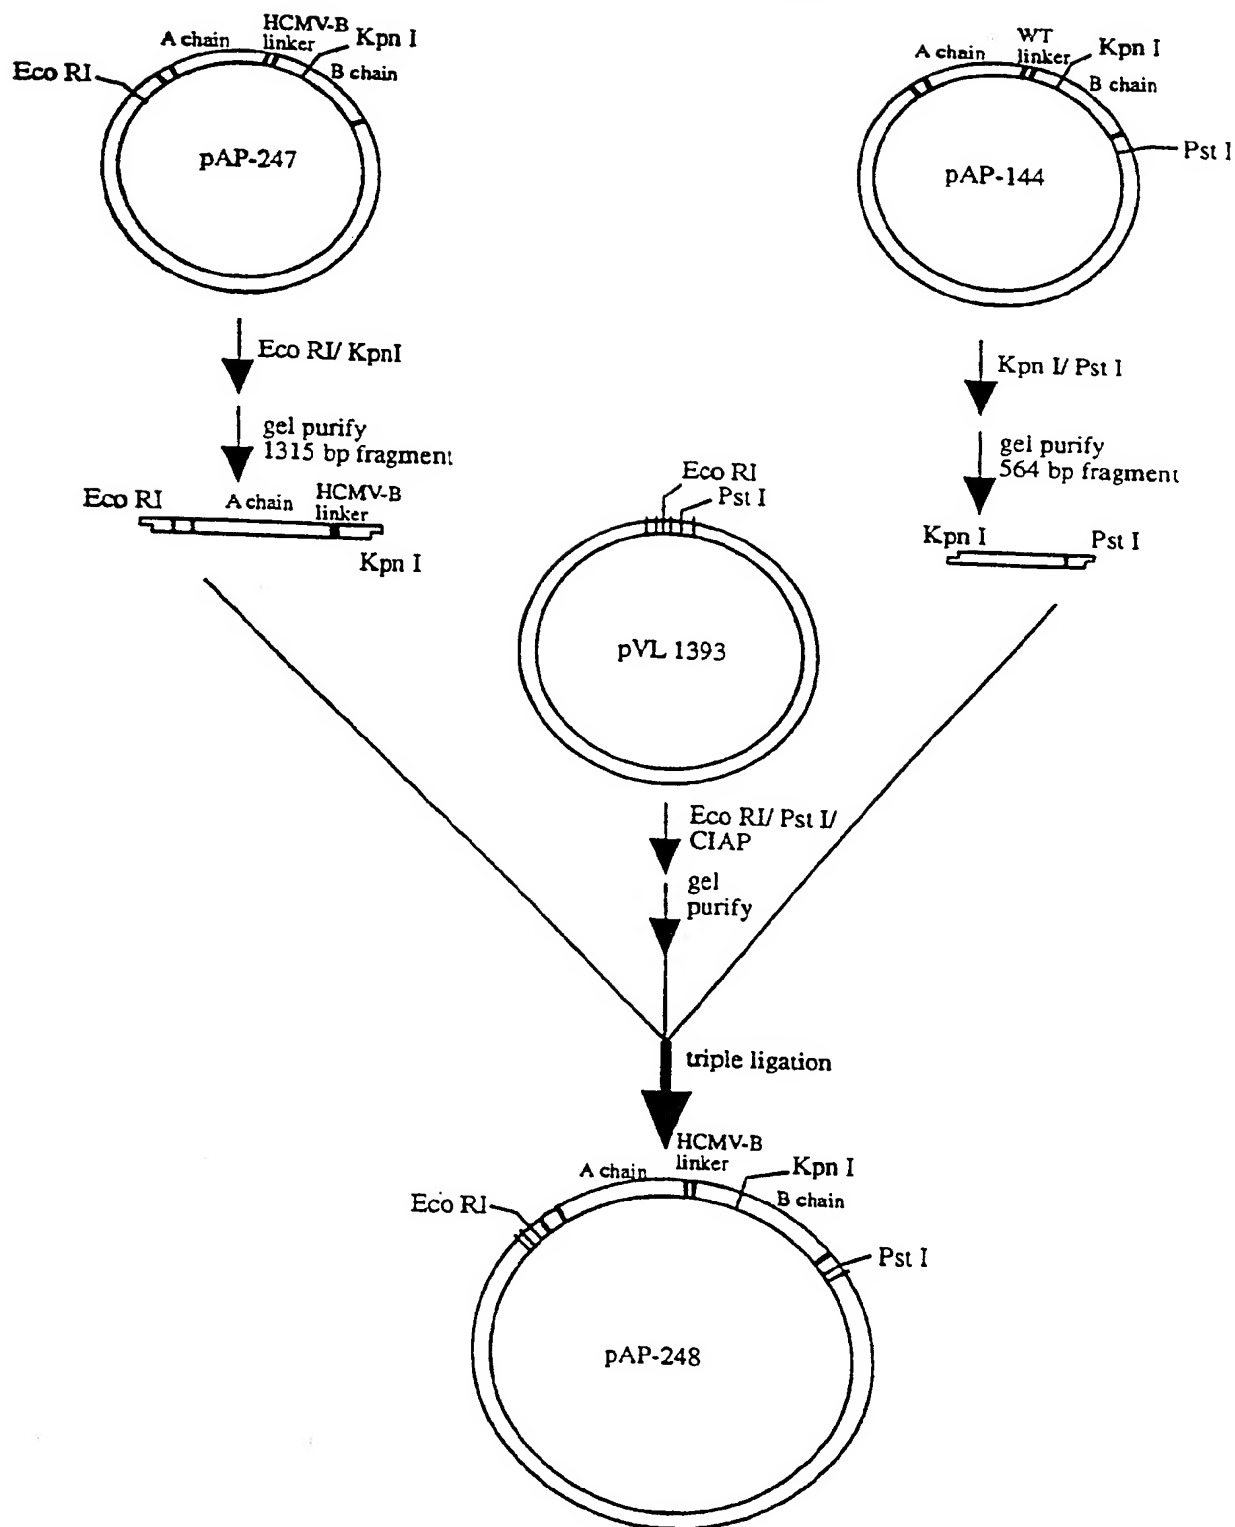 HCMV-B
A chain
linker
Kpn I
Eco RI
B chain
pAP-247
WT
A chain
linker
Kpn I
B chain
Pst I
pAP-144
Eco RI/ KpnI
gel purify
1315 bp fragment
Kpn I/ Pst I
gel purify
564 bp fragment
Eco RI
A chain
HCMV-B
linker
Kpn I
Eco RI
Pst I
Kpn I
Pst I
pVL 1393
Eco RI/ Pst I/
CIAP
gel
purify
triple ligation
HCMV-B
linker
A chain
Kpn I
Eco RI
B chain
Pst I
pAP-248